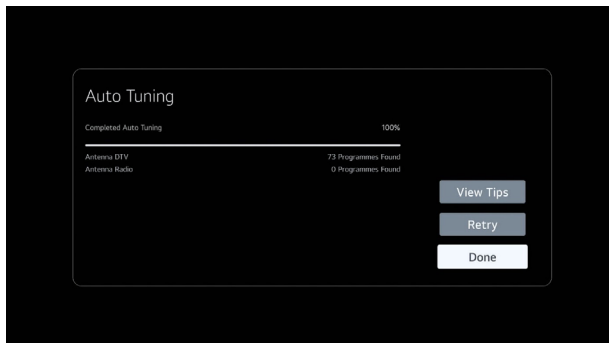 Auto Tuning
Completed Auto Tuning 100%
Antenna DTV 73 Programmes Found
Antenna Radio 0 Programmes Found
View Tips
Retry
Done